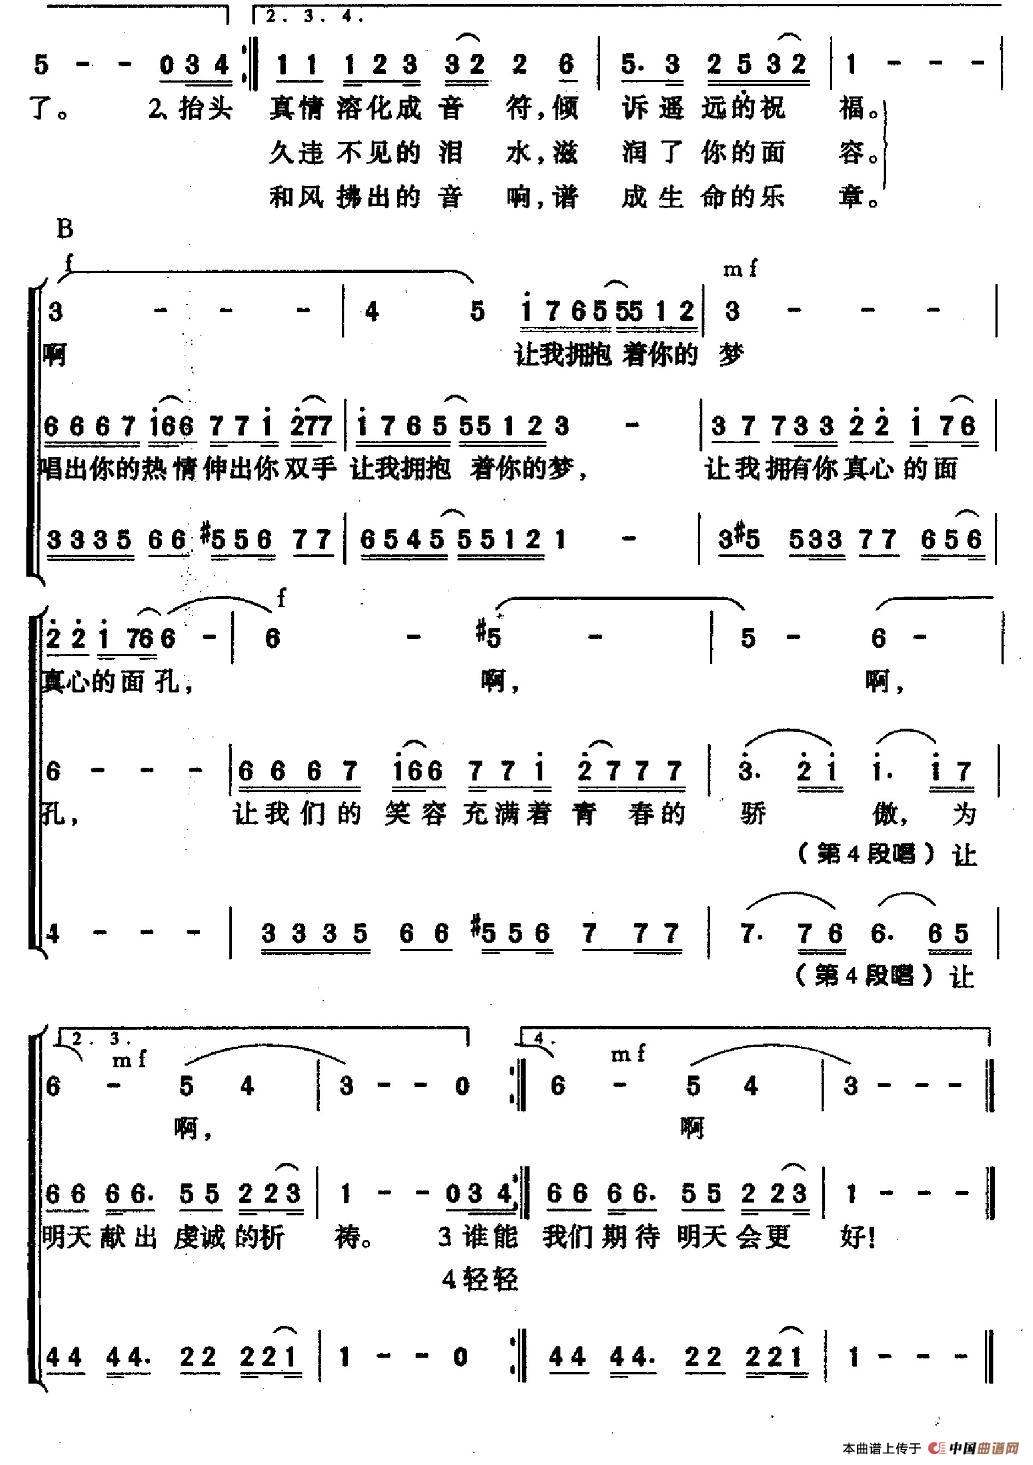 2. 3. 4.
5 - - 0 3 4 1 1 1 2 3 3 2 2 6 5. 3 2 5 3 2 1 - - -
了。 2、抬头 真情溶化成音 符,倾 诉遥远的祝 福。
久违不见的泪 水,滋 润了你的面 容。
和风拂出的音 响,谱 成生命的乐 章。
B
f mf
3 - - - 4 5 1 7 6 5 5 5 5 1 2 3 - - -
啊 让我拥抱着你的 梦
6 6 6 7 1 6 6 7 7 1 2 7 7 1 7 6 5 5 5 1 2 3 - 3 7 7 3 3 2 2 1 7 6
唱出你的热情伸出你双手 让我拥抱 着你的梦, 让我拥有你真心的面
3 3 3 5 6 6 #5 5 6 7 7 6 5 4 5 5 5 1 2 1 - 3 #5 5 3 3 7 7 6 5 6
f
2 2 1 7 6 6 - 6 - #5 - 5 - 6 -
真心的面孔, 啊, 啊,
6 - - - 6 6 6 7 1 6 6 7 7 1 2 7 7 7 3. 2 1 1. 1 7
孔, 让我们的笑容充满着青春的 骄 傲,为
(第4段唱)让
4 - - - 3 3 3 5 6 6 #5 5 6 7 7 7 7. 7 6 6. 6 5
(第4段唱)让
2. 3. 4.
mf mf
6 - 5 4 3 - - 0 6 - 5 4 3 - - -
啊, 啊
6 6 6 6. 5 5 2 2 3 1 - - 0 3 4 6 6 6 6. 5 5 2 2 3 1 - - -
明天献出虔诚的祈 祷。 3谁能 我们期待明天会更 好!
4.轻轻
4 4 4 4. 2 2 2 2 1 1 - - 0 4 4 4 4. 2 2 2 2 1 1 - - -
本曲谱上传于 中国曲谱网